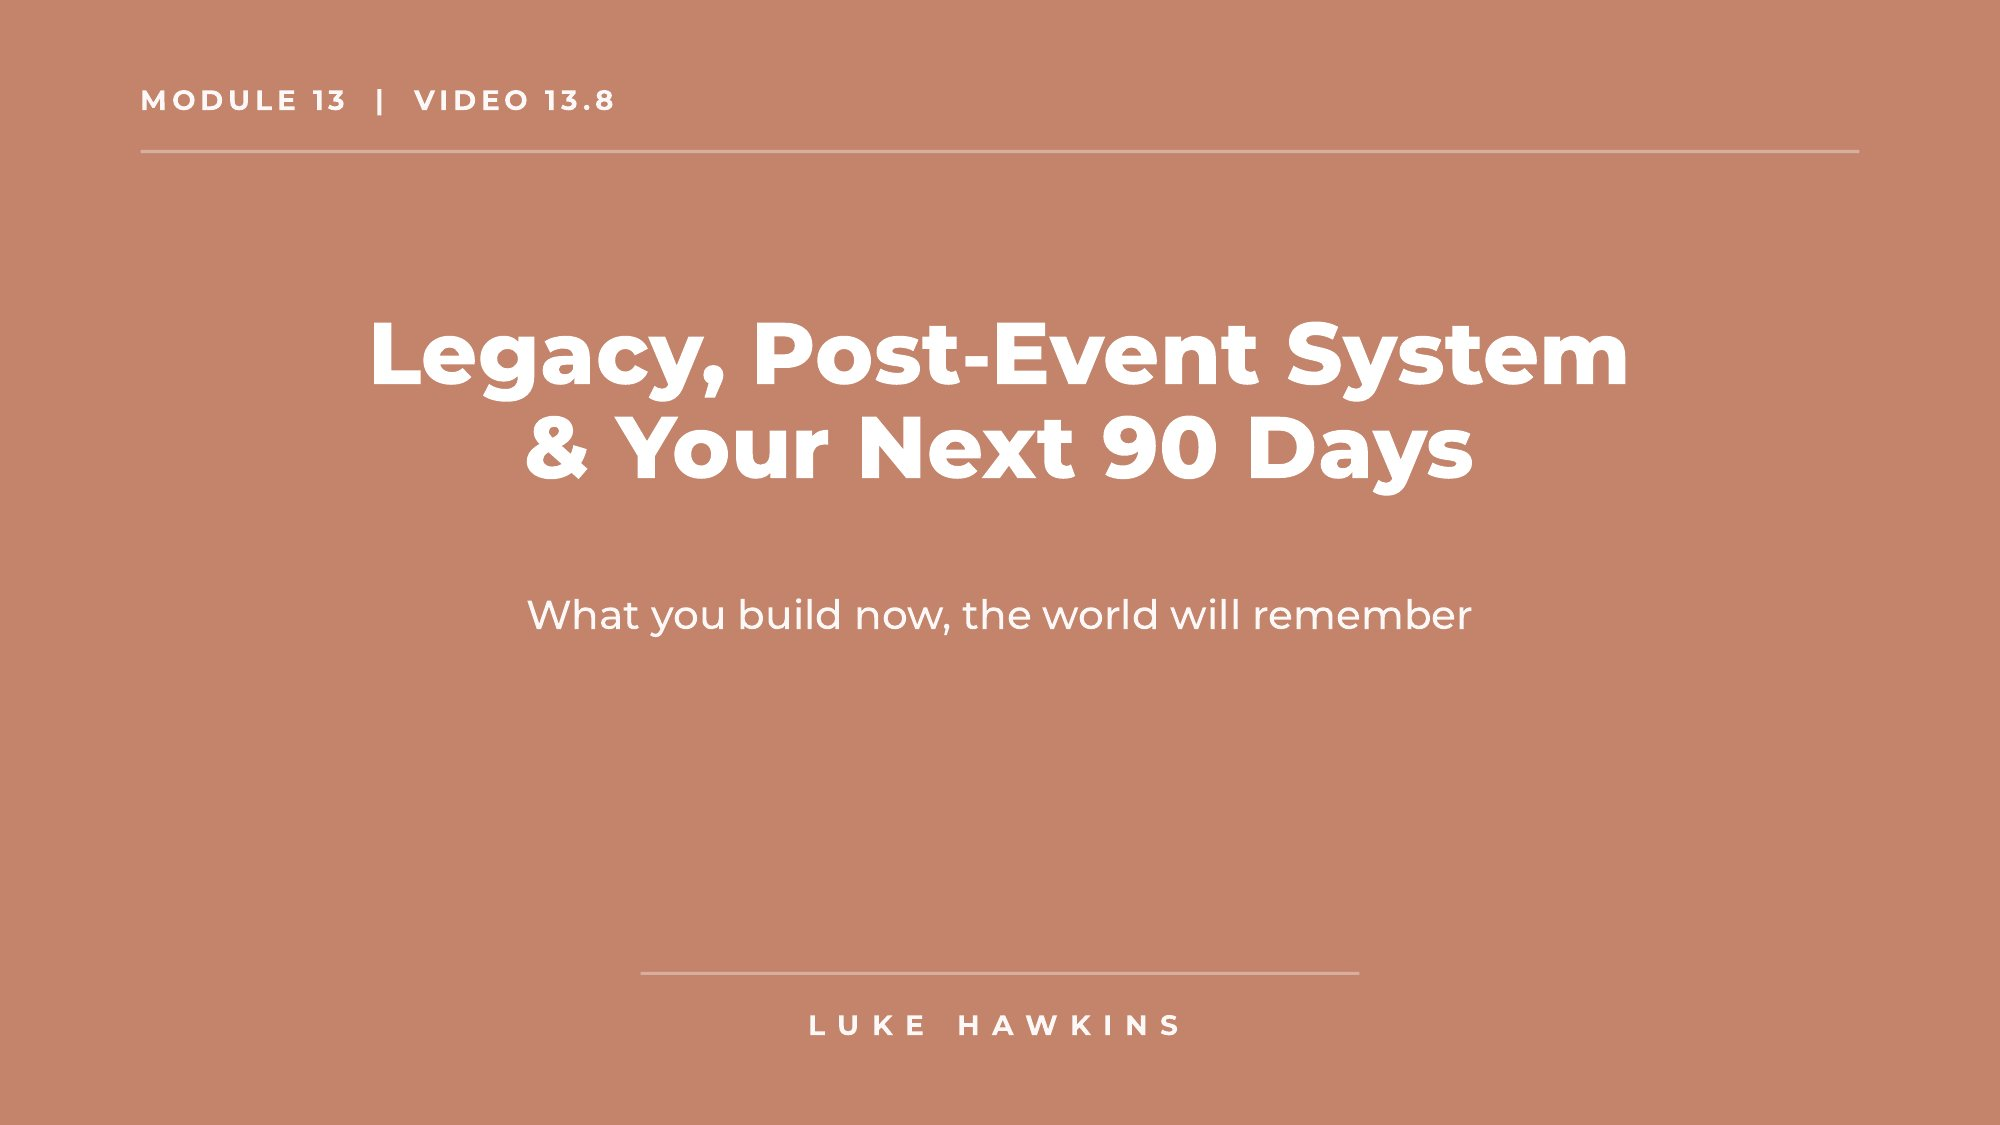 MODULE 13 | VIDEO 13.8
Legacy, Post-Event System
& Your Next 90 Days
What you build now, the world will remember
LUKE HAWKINS